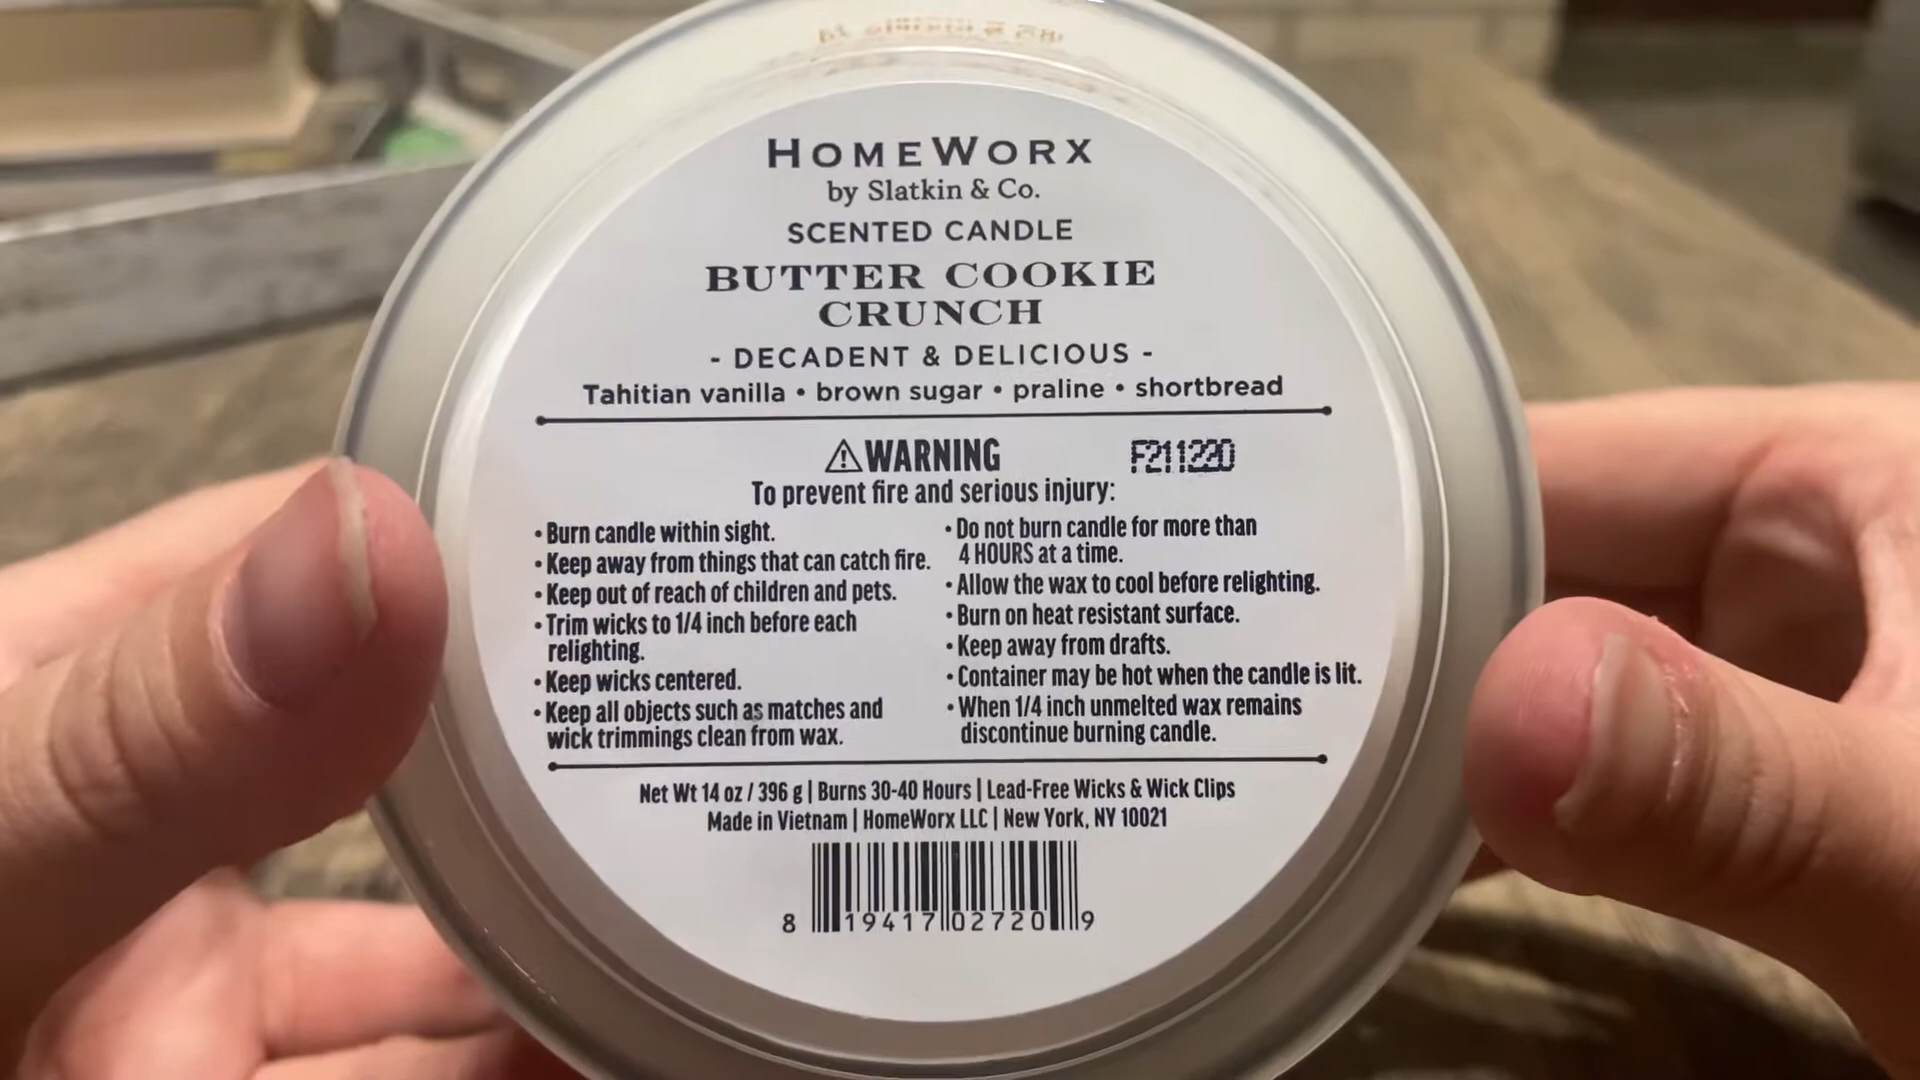 HOMEWORX
by Slatkin & Co.
SCENTED CANDLE
BUTTER COOKIE
CRUNCH
- DECADENT & DELICIOUS -
Tahitian vanilla • brown sugar • praline • shortbread
⚠WARNING
F211220
To prevent fire and serious injury:
• Burn candle within sight.
• Keep away from things that can catch fire.
• Keep out of reach of children and pets.
• Trim wicks to 1/4 inch before each
relighting.
• Keep wicks centered.
• Keep all objects such as matches and
wick trimmings clean from wax.
• Do not burn candle for more than
4 HOURS at a time.
• Allow the wax to cool before relighting.
• Burn on heat resistant surface.
• Keep away from drafts.
• Container may be hot when the candle is lit.
• When 1/4 inch unmelted wax remains
discontinue burning candle.
Net Wt 14 oz / 396 g | Burns 30-40 Hours | Lead-Free Wicks & Wick Clips
Made in Vietnam | HomeWorx LLC | New York, NY 10021
8 19417 02720 9